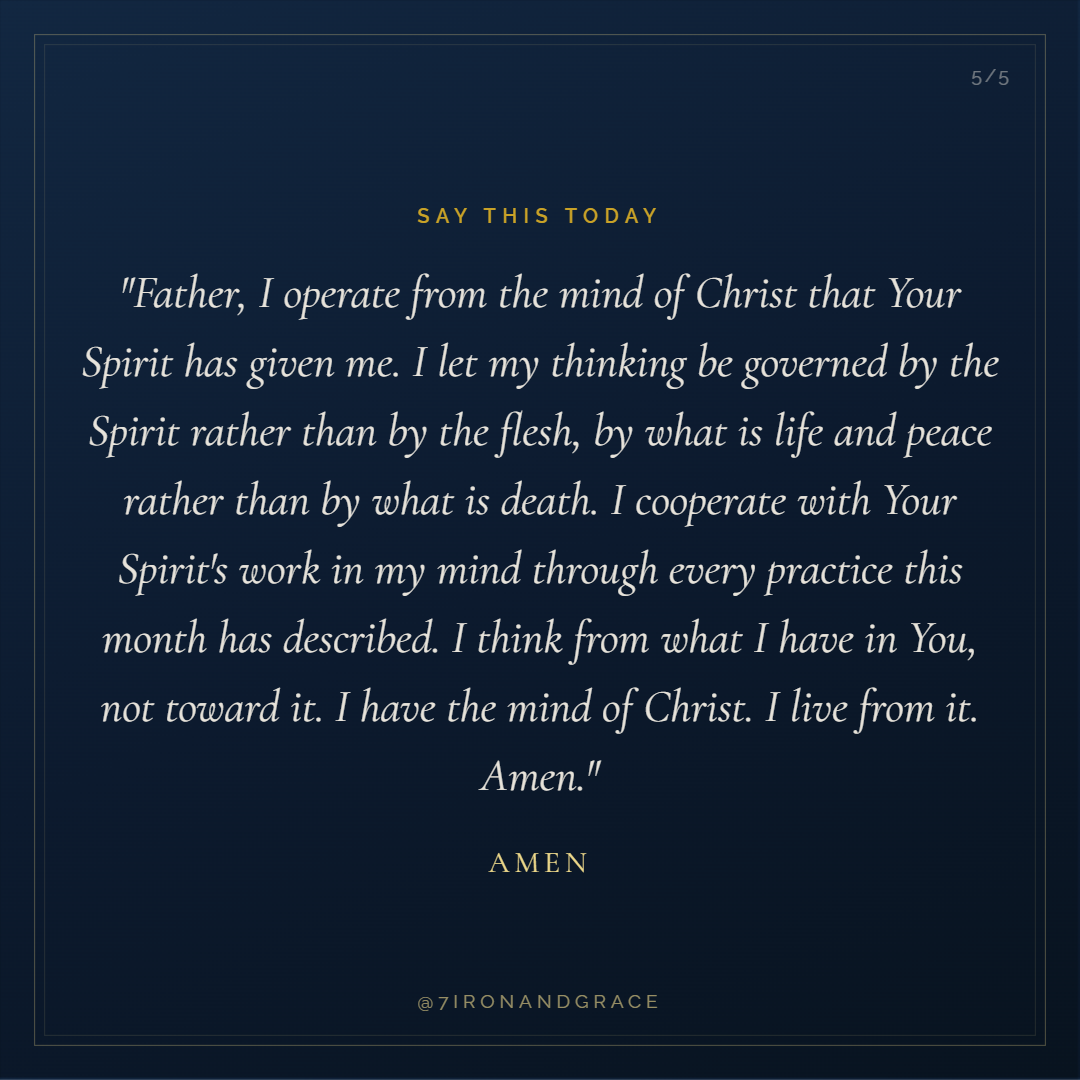 5/5
SAY THIS TODAY
"Father, I operate from the mind of Christ that Your
Spirit has given me. I let my thinking be governed by the
Spirit rather than by the flesh, by what is life and peace
rather than by what is death. I cooperate with Your
Spirit's work in my mind through every practice this
month has described. I think from what I have in You,
not toward it. I have the mind of Christ. I live from it.
Amen."
AMEN
@7IRONANDGRACE